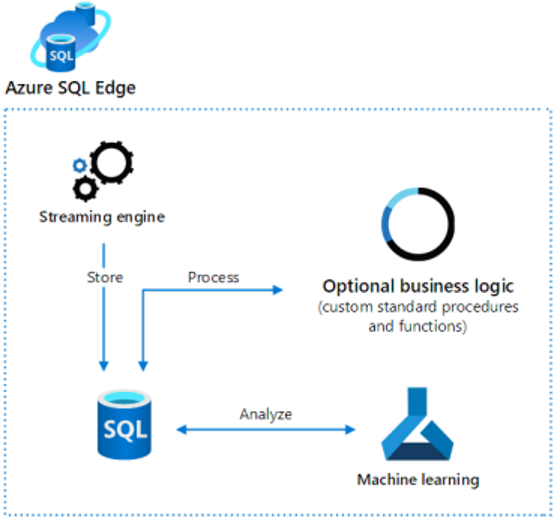 SQL
Azure SQL Edge
Streaming engine
Store
Process
Optional business logic
(custom standard procedures
and functions)
SQL
Analyze
Machine learning